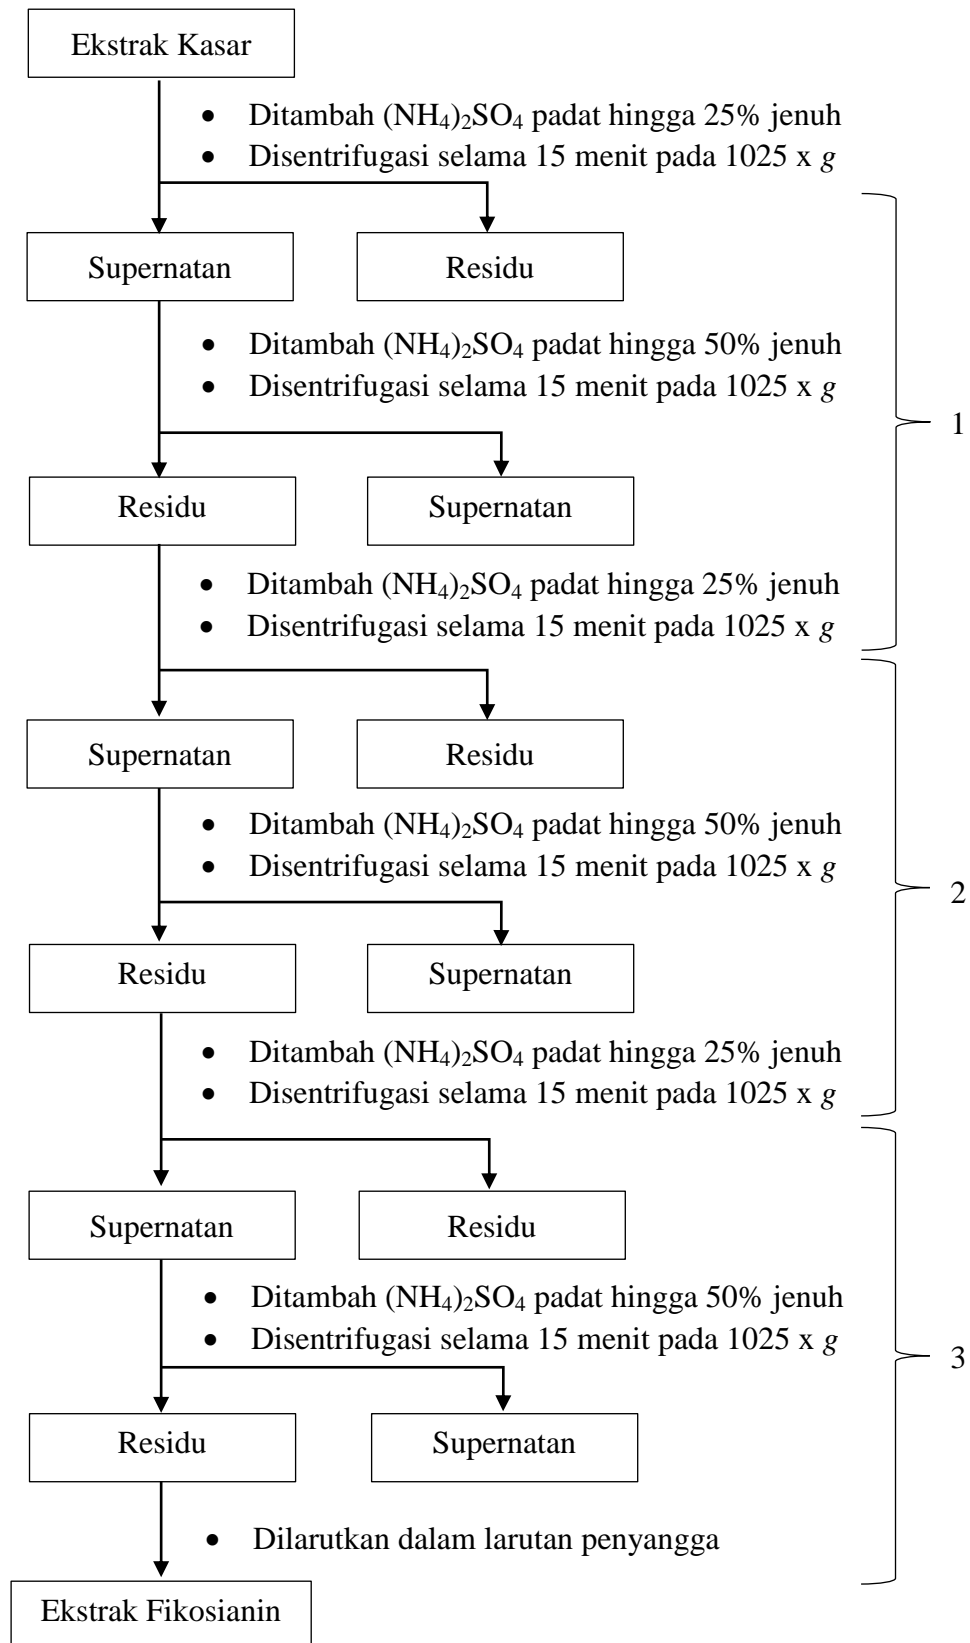 Ekstrak Kasar
• Ditambah (NH₄)₂SO₄ padat hingga 25% jenuh
• Disentrifugasi selama 15 menit pada 1025 x g
Supernatan Residu
• Ditambah (NH₄)₂SO₄ padat hingga 50% jenuh
• Disentrifugasi selama 15 menit pada 1025 x g
1
Residu Supernatan
• Ditambah (NH₄)₂SO₄ padat hingga 25% jenuh
• Disentrifugasi selama 15 menit pada 1025 x g
Supernatan Residu
• Ditambah (NH₄)₂SO₄ padat hingga 50% jenuh
• Disentrifugasi selama 15 menit pada 1025 x g
2
Residu Supernatan
• Ditambah (NH₄)₂SO₄ padat hingga 25% jenuh
• Disentrifugasi selama 15 menit pada 1025 x g
Supernatan Residu
• Ditambah (NH₄)₂SO₄ padat hingga 50% jenuh
• Disentrifugasi selama 15 menit pada 1025 x g
3
Residu Supernatan
• Dilarutkan dalam larutan penyangga
Ekstrak Fikosianin